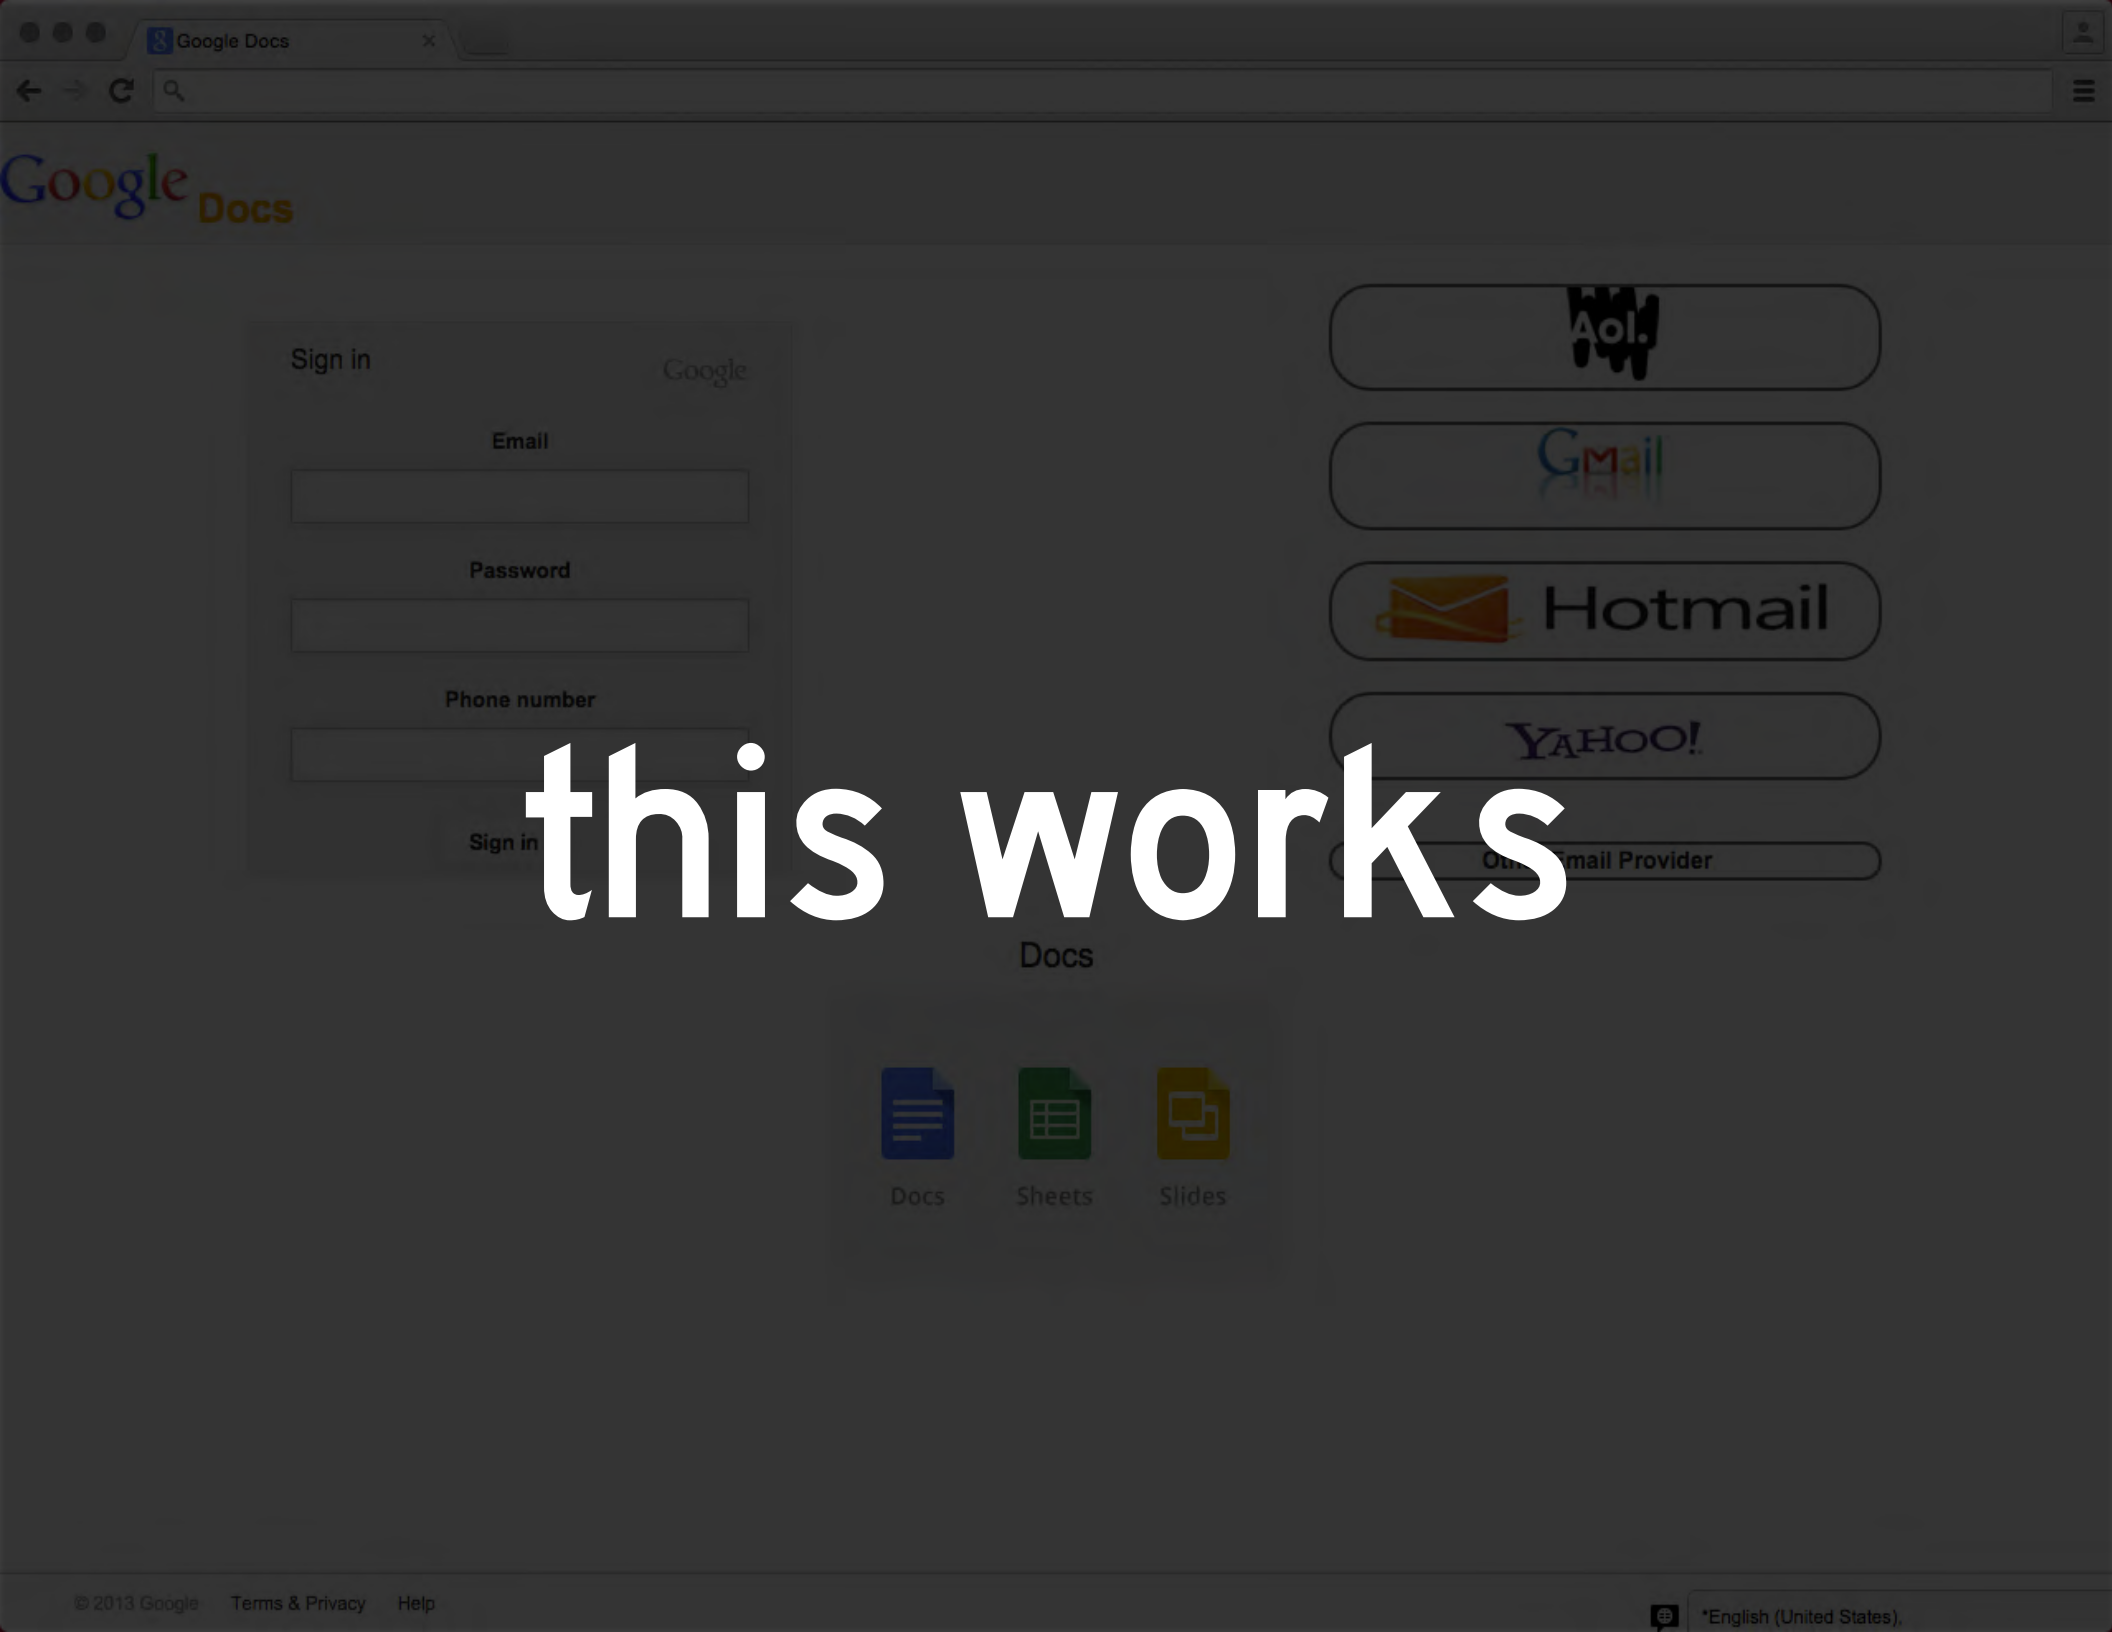 Google Docs
Google Docs
Sign in
Google
Email
Password
Phone number
Sign in
Aol.
Gmail
Hotmail
YAHOO!
Email Provider
this works
Docs
Docs
Sheets
Slides
© 2013 Google
Terms & Privacy
Help
*English (United States),